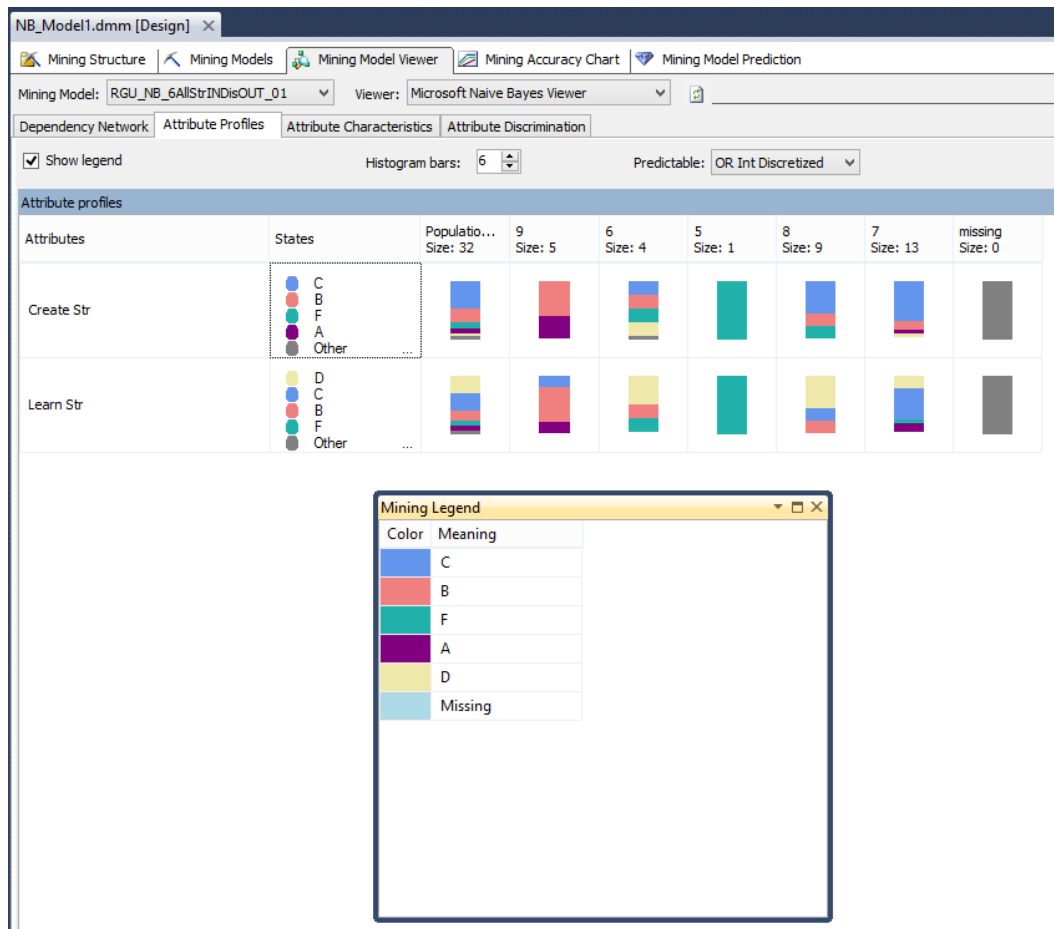 NB_Model1.dmm [Design]
Mining Structure Mining Models Mining Model Viewer Mining Accuracy Chart Mining Model Prediction
Mining Model: RGU_NB_6AllStrINDisOUT_01 Viewer: Microsoft Naive Bayes Viewer
Dependency Network Attribute Profiles Attribute Characteristics Attribute Discrimination
Show legend Histogram bars: 6 Predictable: OR Int Discretized
Attribute profiles
Attributes States Populatio... Size: 32 9 Size: 5 6 Size: 4 5 Size: 1 8 Size: 9 7 Size: 13 missing Size: 0
Create Str
C
B
F
A
Other ...
Learn Str
D
C
B
F
Other ...
Mining Legend
Color Meaning
C
B
F
A
D
Missing